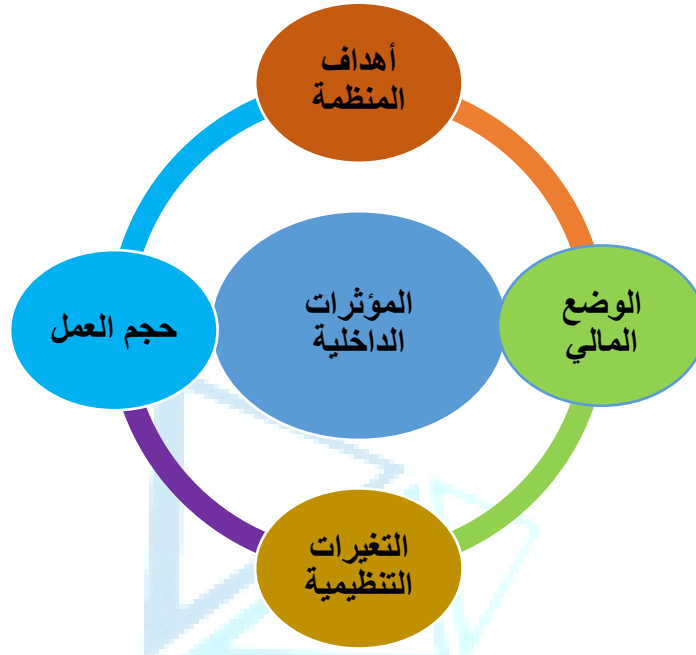 أهداف
المنظمة
المؤثرات
الداخلية
الوضع
المالي
حجم العمل
التغيرات
التنظيمية